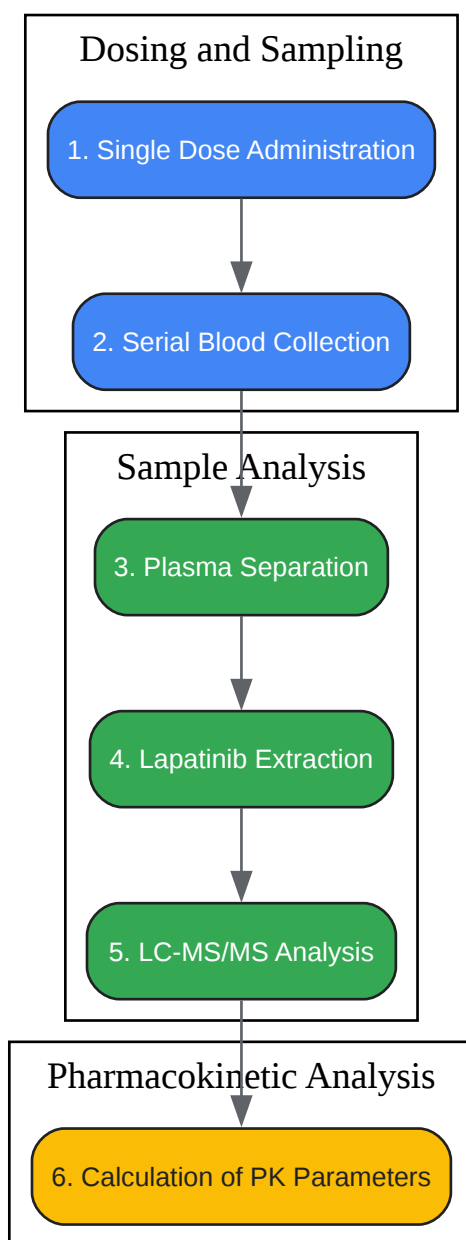 Dosing and Sampling
1. Single Dose Administration
2. Serial Blood Collection
Sample Analysis
3. Plasma Separation
4. Lapatinib Extraction
5. LC-MS/MS Analysis
Pharmacokinetic Analysis
6. Calculation of PK Parameters